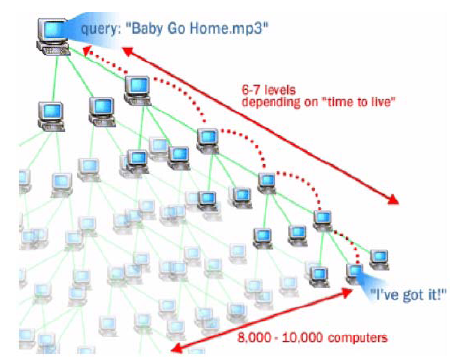 query: "Baby Go Home.mp3"
6-7 levels
depending on "time to live"
"I've got it!"
8,000 - 10,000 computers